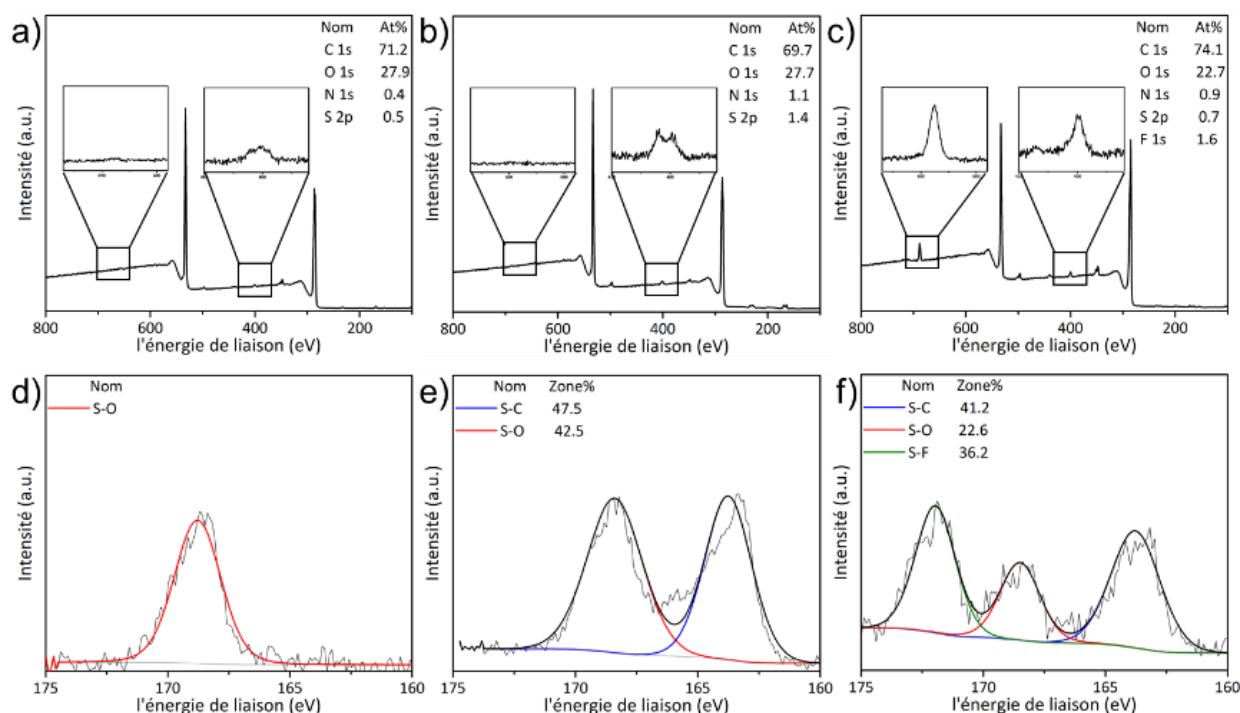 a)
Nom At%
C 1s 71.2
O 1s 27.9
N 1s 0.4
S 2p 0.5
Intensité (a.u.)
800 600 400 200
l'énergie de liaison (eV)
b)
Nom At%
C 1s 69.7
O 1s 27.7
N 1s 1.1
S 2p 1.4
Intensité (a.u.)
800 600 400 200
l'énergie de liaison (eV)
c)
Nom At%
C 1s 74.1
O 1s 22.7
N 1s 0.9
S 2p 0.7
F 1s 1.6
Intensité (a.u.)
800 600 400 200
l'énergie de liaison (eV)
d)
Nom
S-O
Intensité (a.u.)
175 170 165 160
l'énergie de liaison (eV)
e)
Nom Zone%
S-C 47.5
S-O 42.5
Intensité (a.u.)
175 170 165 160
l'énergie de liaison (eV)
f)
Nom Zone%
S-C 41.2
S-O 22.6
S-F 36.2
Intensité (a.u.)
175 170 165 160
l'énergie de liaison (eV)